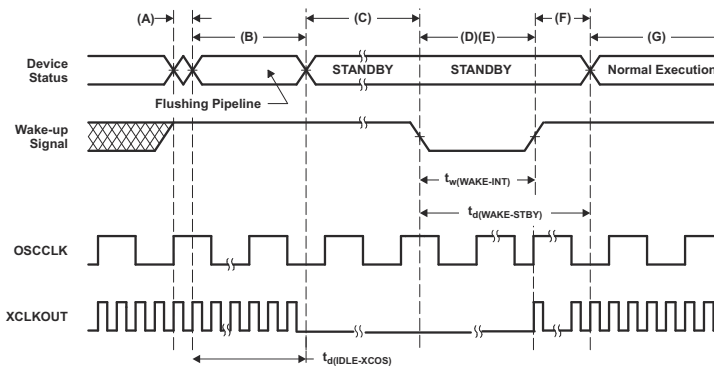 (A)
(B)
(C)
(D)(E)
(F)
(G)
Device
Status
STANDBY
STANDBY
Normal Execution
Flushing Pipeline
Wake-up
Signal
tw(WAKE-INT)
td(WAKE-STBY)
OSCCLK
XCLKOUT
td(IDLE-XCOS)